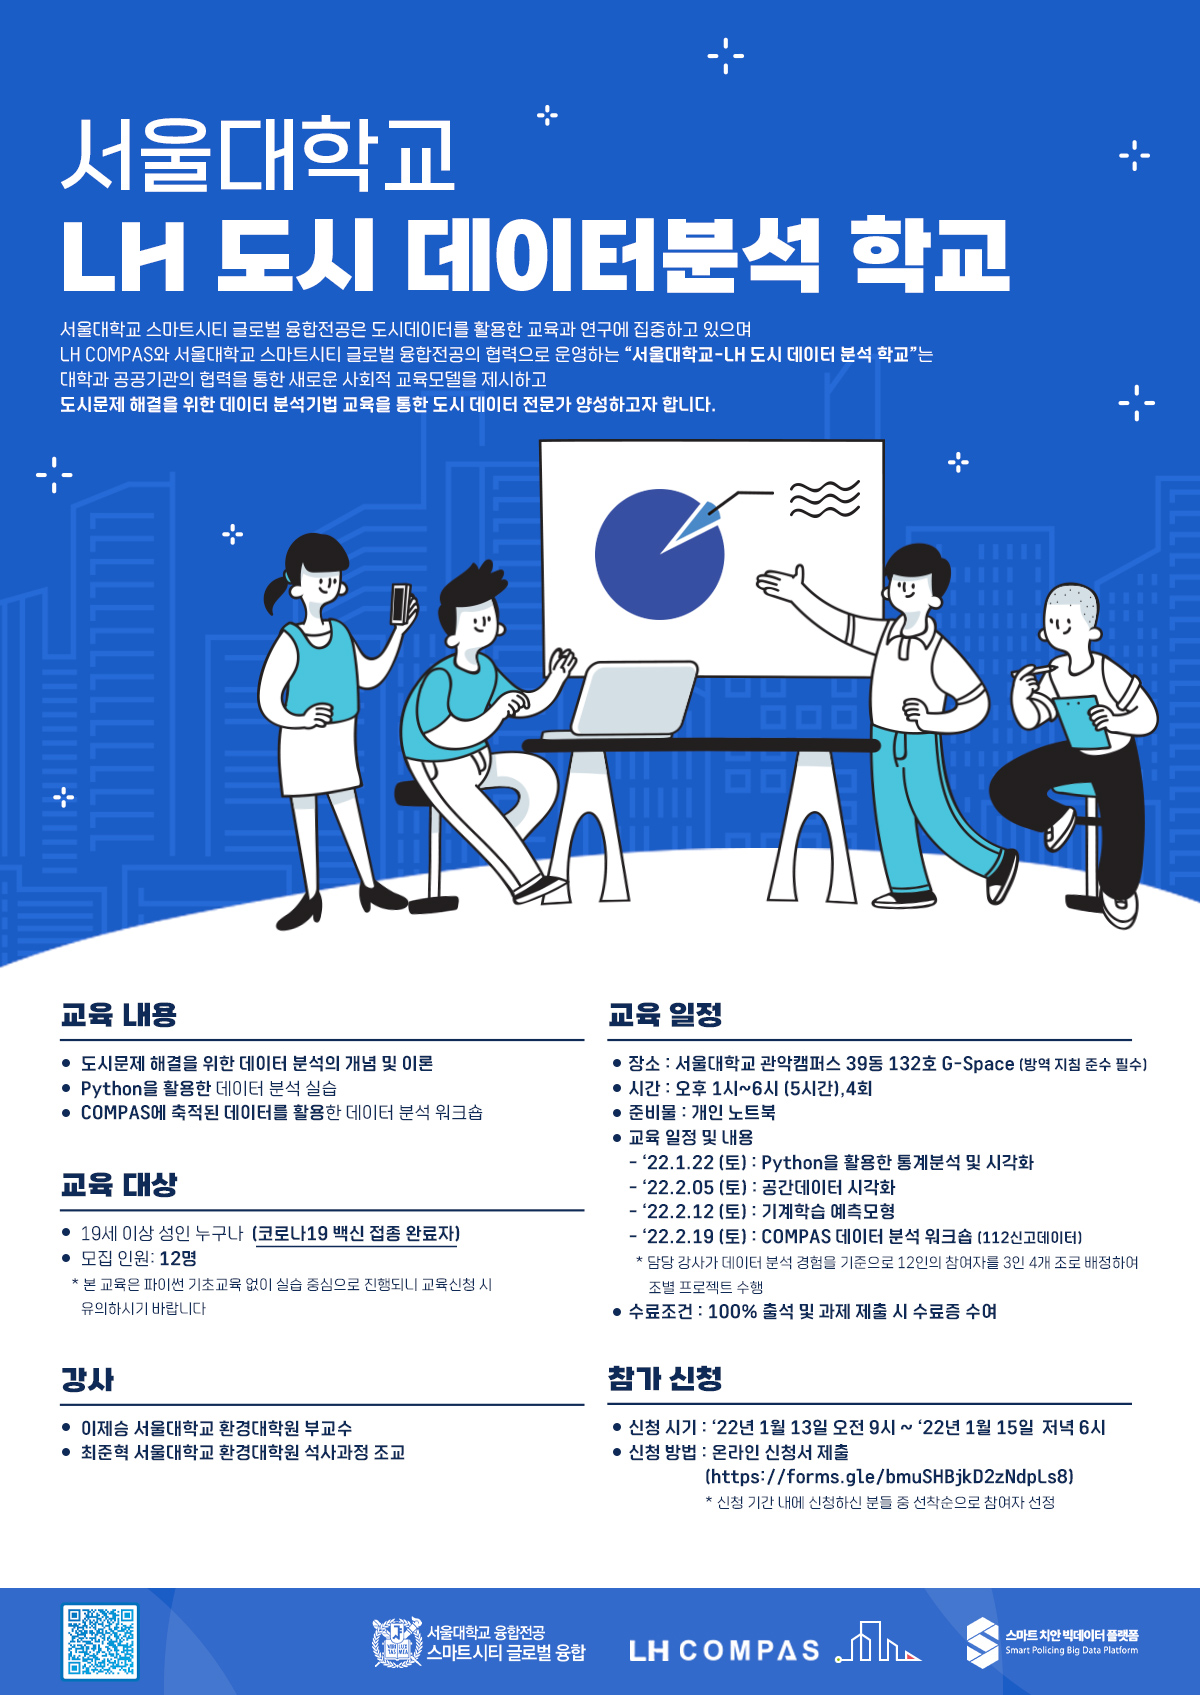 서울대학교
LH 도시 데이터분석 학교
서울대학교 스마트시티 글로벌 융합전공은 도시데이터를 활용한 교육과 연구에 집중하고 있으며
LH COMPAS와 서울대학교 스마트시티 글로벌 융합전공의 협력으로 운영하는 “서울대학교-LH 도시 데이터 분석 학교”는
대학과 공공기관의 협력을 통한 새로운 사회적 교육모델을 제시하고
도시문제 해결을 위한 데이터 분석기법 교육을 통한 도시 데이터 전문가 양성하고자 합니다.
교육 내용
• 도시문제 해결을 위한 데이터 분석의 개념 및 이론
• Python을 활용한 데이터 분석 실습
• COMPAS에 축적된 데이터를 활용한 데이터 분석 워크숍
교육 대상
• 19세 이상 성인 누구나 (코로나19 백신 접종 완료자)
• 모집 인원: 12명
* 본 교육은 파이썬 기초교육 없이 실습 중심으로 진행되니 교육신청 시
유의하시기 바랍니다
강사
• 이제승 서울대학교 환경대학원 부교수
• 최준혁 서울대학교 환경대학원 석사과정 조교
교육 일정
• 장소 : 서울대학교 관악캠퍼스 39동 132호 G-Space (방역 지침 준수 필수)
• 시간 : 오후 1시~6시 (5시간),4회
• 준비물 : 개인 노트북
• 교육 일정 및 내용
- ‘22.1.22 (토) : Python을 활용한 통계분석 및 시각화
- ‘22.2.05 (토) : 공간데이터 시각화
- ‘22.2.12 (토) : 기계학습 예측모형
- ‘22.2.19 (토) : COMPAS 데이터 분석 워크숍 (112신고데이터)
* 담당 강사가 데이터 분석 경험을 기준으로 12인의 참여자를 3인 4개 조로 배정하여
조별 프로젝트 수행
• 수료조건 : 100% 출석 및 과제 제출 시 수료증 수여
참가 신청
• 신청 시기 : ‘22년 1월 13일 오전 9시 ~ ‘22년 1월 15일 저녁 6시
• 신청 방법 : 온라인 신청서 제출
(https://forms.gle/bmuSHBjkD2zNdpLs8)
* 신청 기간 내에 신청하신 분들 중 선착순으로 참여자 선정
서울대학교 융합전공
스마트시티 글로벌 융합
LH COMPAS
스마트 치안 빅데이터 플랫폼
Smart Policing Big Data Platform